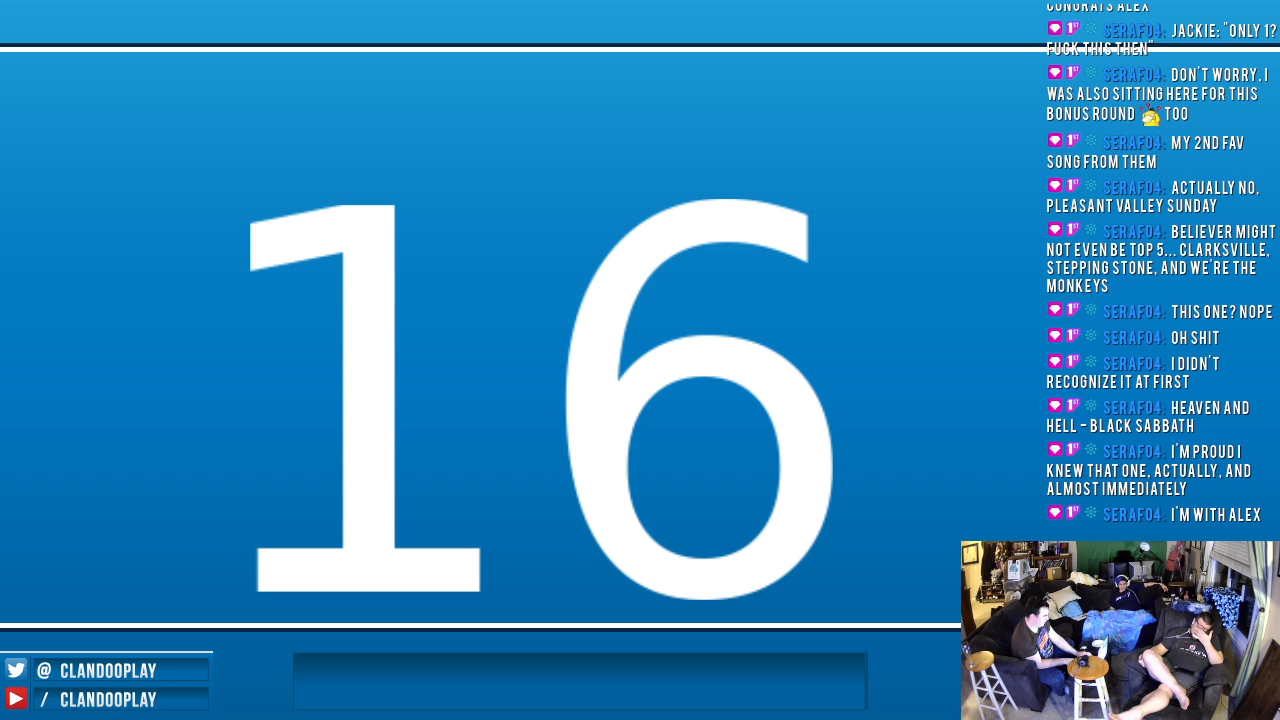 CONGRATS ALEX
SERAF04: JACKIE: "ONLY 1?
FUCK THIS THEN"
SERAF04: DON'T WORRY, I
WAS ALSO SITTING HERE FOR THIS
BONUS ROUND TOO
SERAF04: MY 2ND FAV
SONG FROM THEM
SERAF04: ACTUALLY NO,
PLEASANT VALLEY SUNDAY
SERAF04: BELIEVER MIGHT
NOT EVEN BE TOP 5... CLARKSVILLE,
STEPPING STONE, AND WE'RE THE
MONKEYS
SERAF04: THIS ONE? NOPE
SERAF04: OH SHIT
SERAF04: I DIDN'T
RECOGNIZE IT AT FIRST
SERAF04: HEAVEN AND
HELL - BLACK SABBATH
SERAF04: I'M PROUD I
KNEW THAT ONE, ACTUALLY, AND
ALMOST IMMEDIATELY
SERAF04: I'M WITH ALEX
16
@ CLANDOOPLAY
/ CLANDOOPLAY